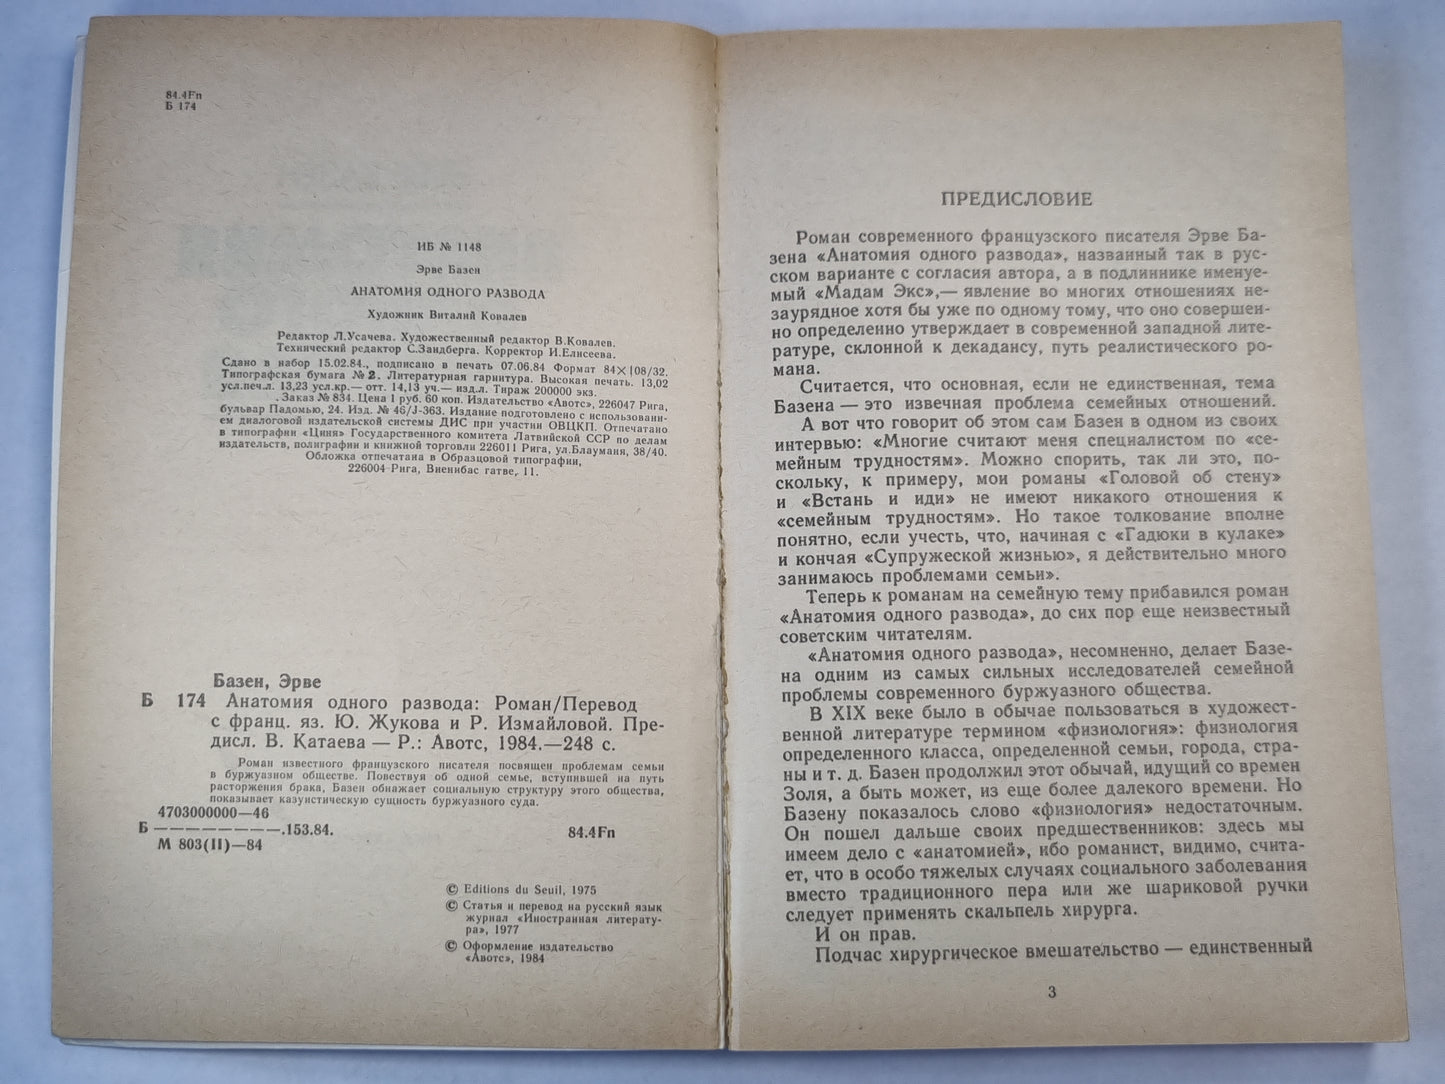 84.4Fп
Б 174
ИБ № 1148
Эрве Базен
АНАТОМИЯ ОДНОГО РАЗВОДА
Художник Виталий Ковалев
Редактор Л.Усачева. Художественный редактор В.Ковалев.
Технический редактор С.Зандберга. Корректор И.Елисеева.
Сдано в набор 15.02.84., подписано в печать 07.06.84 Формат 84×108/32.
Типографская бумага №2. Литературная гарнитура. Высокая печать. 13,02
усл.печ.л. 13,23 усл.кр.— отт. 14,13 уч.— изд.л. Тираж 200000 экз.
. Заказ № 834. Цена 1 руб. 60 коп. Издательство «Авотс», 226047 Рига,
бульвар Падомью, 24. Изд. № 46/J-363. Издание подготовлено с использовани-
ем диалоговой издательской системы ДИС при участии ОВЦКП. Отпечатано
в типографии «Циня» Государственного комитета Латвийской ССР по делам
издательств, полиграфии и книжной торговли 226011 Рига, ул.Блауманя, 38/40.
Обложка отпечатана в Образцовой типографии,
226004 Рига, Виенибас гатве, 11.
Базен, Эрве
Б 174 Анатомия одного развода: Роман/Перевод
с франц. яз. Ю. Жукова и Р. Измайловой. Пре-
дисл. В. Катаева — Р.: Авотс, 1984.—248 с.
Роман известного французского писателя посвящен проблемам семьи
в буржуазном обществе. Повествуя об одной семье, вступившей на путь
расторжения брака, Базен обнажает социальную структуру этого общества,
показывает казуистическую сущность буржуазного суда.
4703000000—46
Б — — — — — — — —.153.84. 84.4Fп
М 803(II)—84
© Editions du Seuil, 1975
© Статья и перевод на русский язык
журнал «Иностранная литерату-
ра», 1977
© Оформление издательство
«Авотс», 1984
ПРЕДИСЛОВИЕ
Роман современного французского писателя Эрве Ба-
зена «Анатомия одного развода», названный так в рус-
ском варианте с согласия автора, а в подлиннике именуе-
мый «Мадам Экс»,— явление во многих отношениях не-
заурядное хотя бы уже по одному тому, что оно совершен-
но определенно утверждает в современной западной лите-
ратуре, склонной к декадансу, путь реалистического ро-
мана.
Считается, что основная, если не единственная, тема
Базена — это извечная проблема семейных отношений.
А вот что говорит об этом сам Базен в одном из своих
интервью: «Многие считают меня специалистом по «се-
мейным трудностям». Можно спорить, так ли это, по-
скольку, к примеру, мои романы «Головой об стену»
и «Встань и иди» не имеют никакого отношения к
«семейным трудностям». Но такое толкование вполне
понятно, если учесть, что, начиная с «Гадюки в кулаке»
и кончая «Супружеской жизнью», я действительно много
занимаюсь проблемами семьи».
Теперь к романам на семейную тему прибавился роман
«Анатомия одного развода», до сих пор еще неизвестный
советским читателям.
«Анатомия одного развода», несомненно, делает Базе-
на одним из самых сильных исследователей семейной
проблемы современного буржуазного общества.
В XIX веке было в обычае пользоваться в художест-
венной литературе термином «физиология»: физиология
определенного класса, определенной семьи, города, стра-
ны и т. д. Базен продолжил этот обычай, идущий со времен
Золя, а быть может, из еще более далекого времени. Но
Базену показалось слово «физиология» недостаточным.
Он пошел дальше своих предшественников: здесь мы
имеем дело с «анатомией», ибо романист, видимо, счита-
ет, что в особо тяжелых случаях социального заболевания
вместо традиционного пера или же шариковой ручки
следует применять скальпель хирурга.
И он прав.
Подчас хирургическое вмешательство — единственный
3